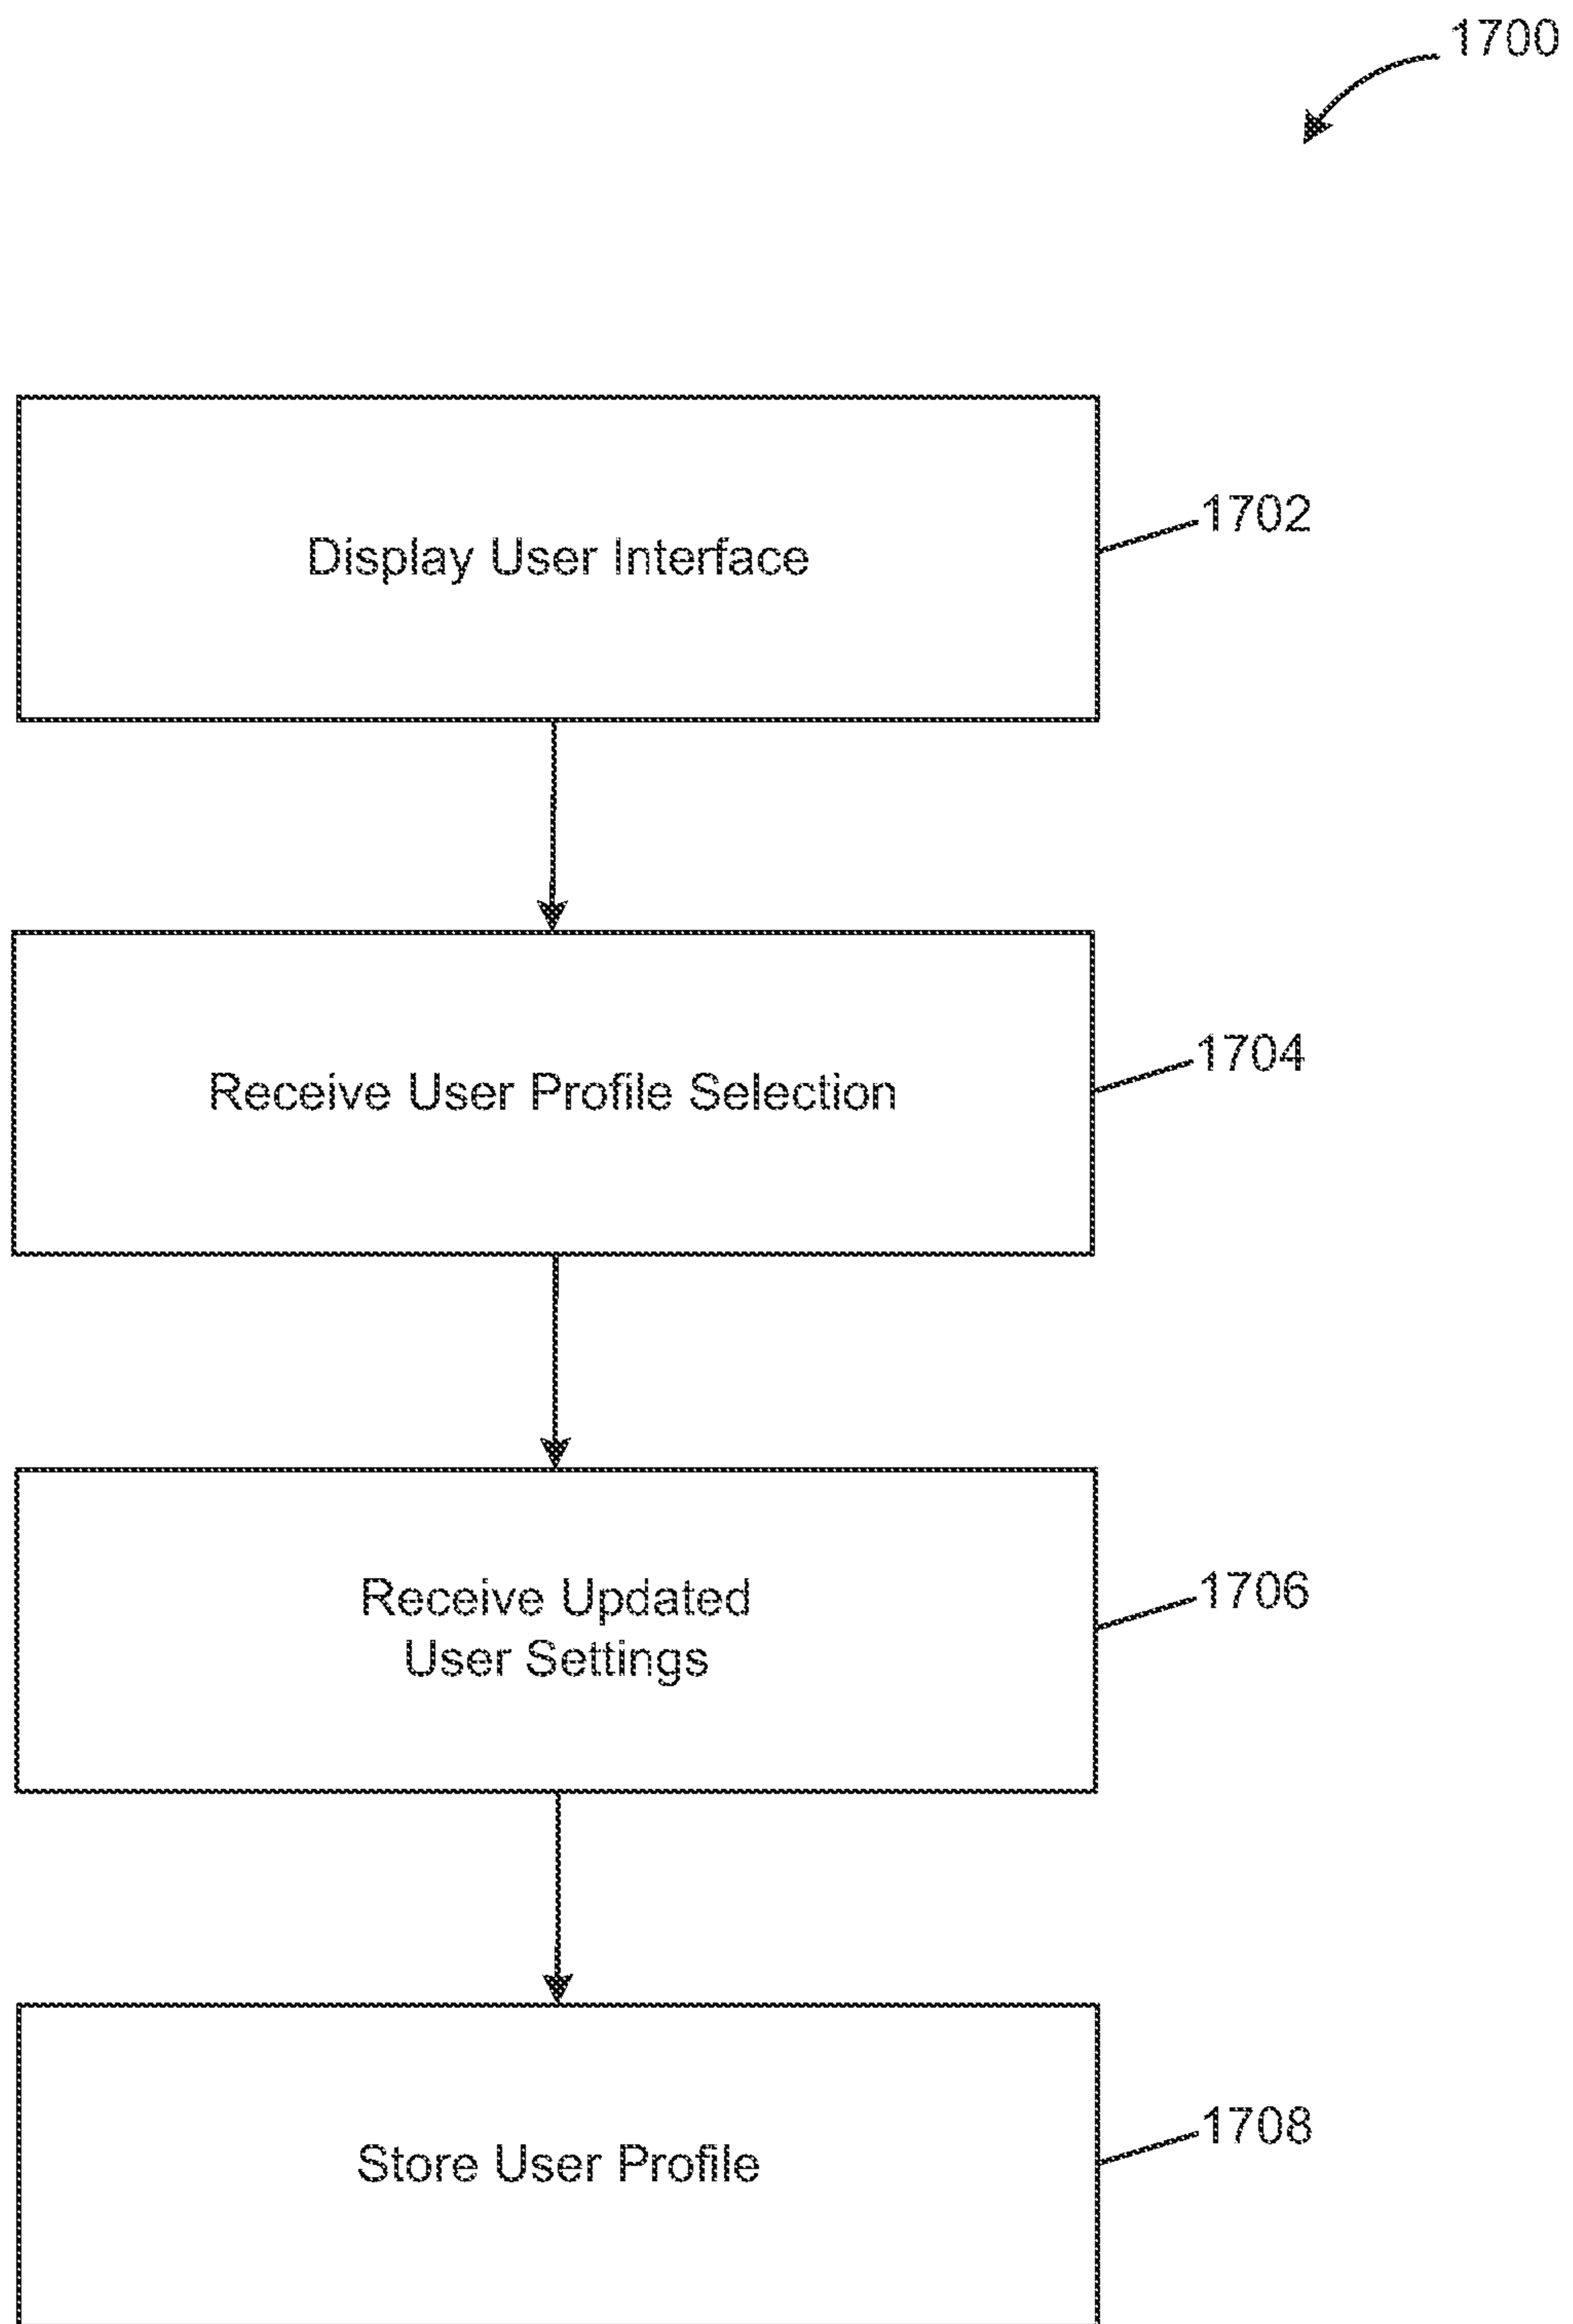 1700
Display User Interface
1702
Receive User Profile Selection
1704
Receive Updated
User Settings
1706
Store User Profile
1708